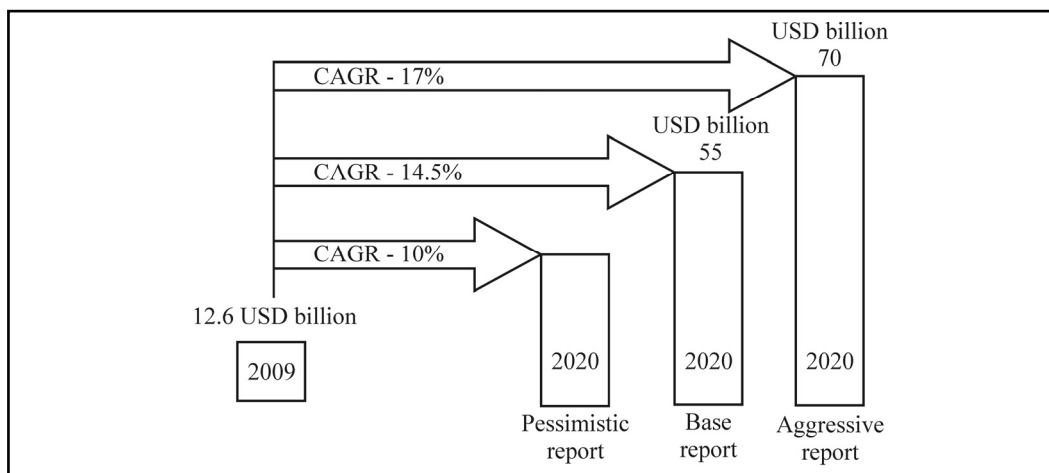 USD billion
70
CAGR - 17%
USD billion
55
CAGR - 14.5%
CAGR - 10%
12.6 USD billion
2009
2020
2020
2020
Pessimistic
report
Base
report
Aggressive
report